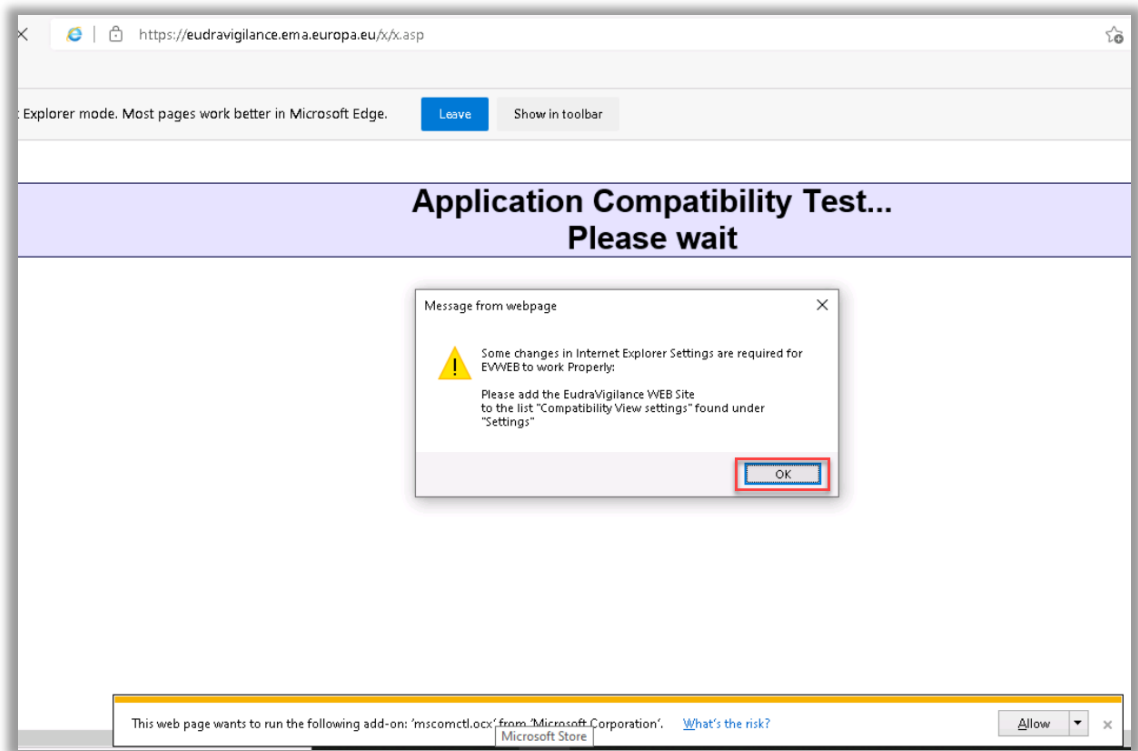 https://eudravigilance.ema.europa.eu/x/x.asp
: Explorer mode. Most pages work better in Microsoft Edge. Leave Show in toolbar
Application Compatibility Test...
Please wait
Message from webpage
Some changes in Internet Explorer Settings are required for
EVWEB to work Properly:
Please add the EudraVigilance WEB Site
to the list "Compatibility View settings" found under
"Settings"
OK
This web page wants to run the following add-on: 'mscomctl.ocx' from 'Microsoft Corporation'. What's the risk? Allow
Microsoft Store